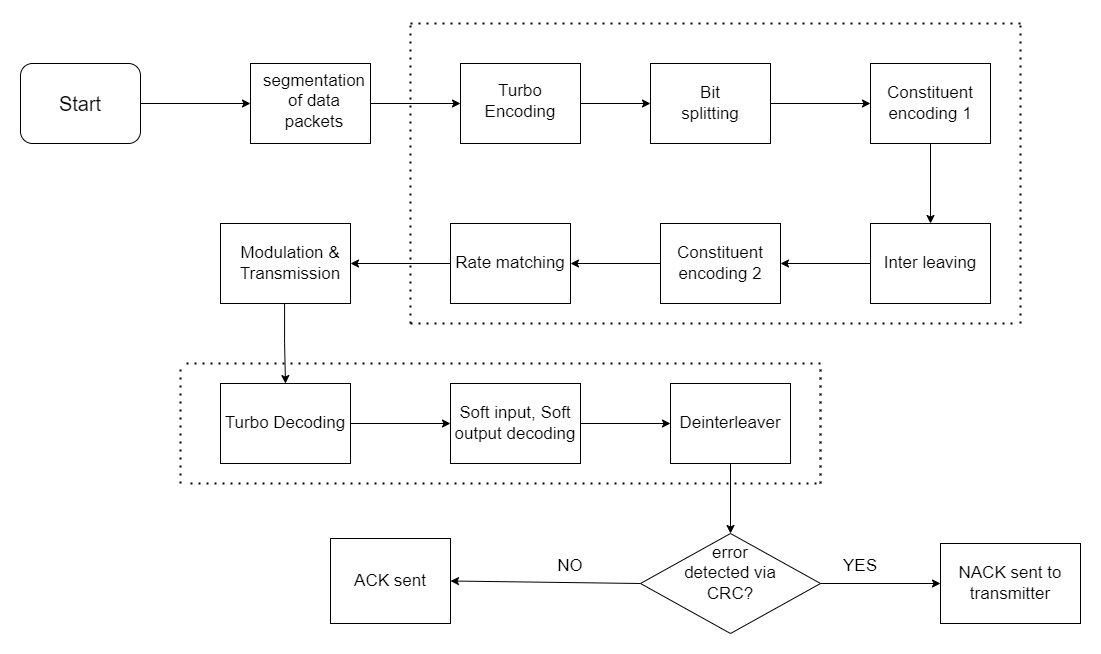 Start
segmentation
of data
packets
Turbo
Encoding
Bit
splitting
Constituent
encoding 1
Modulation &
Transmission
Rate matching
Constituent
encoding 2
Inter leaving
Turbo Decoding
Soft input, Soft
output decoding
Deinterleaver
ACK sent
NO
error
detected via
CRC?
YES
NACK sent to
transmitter